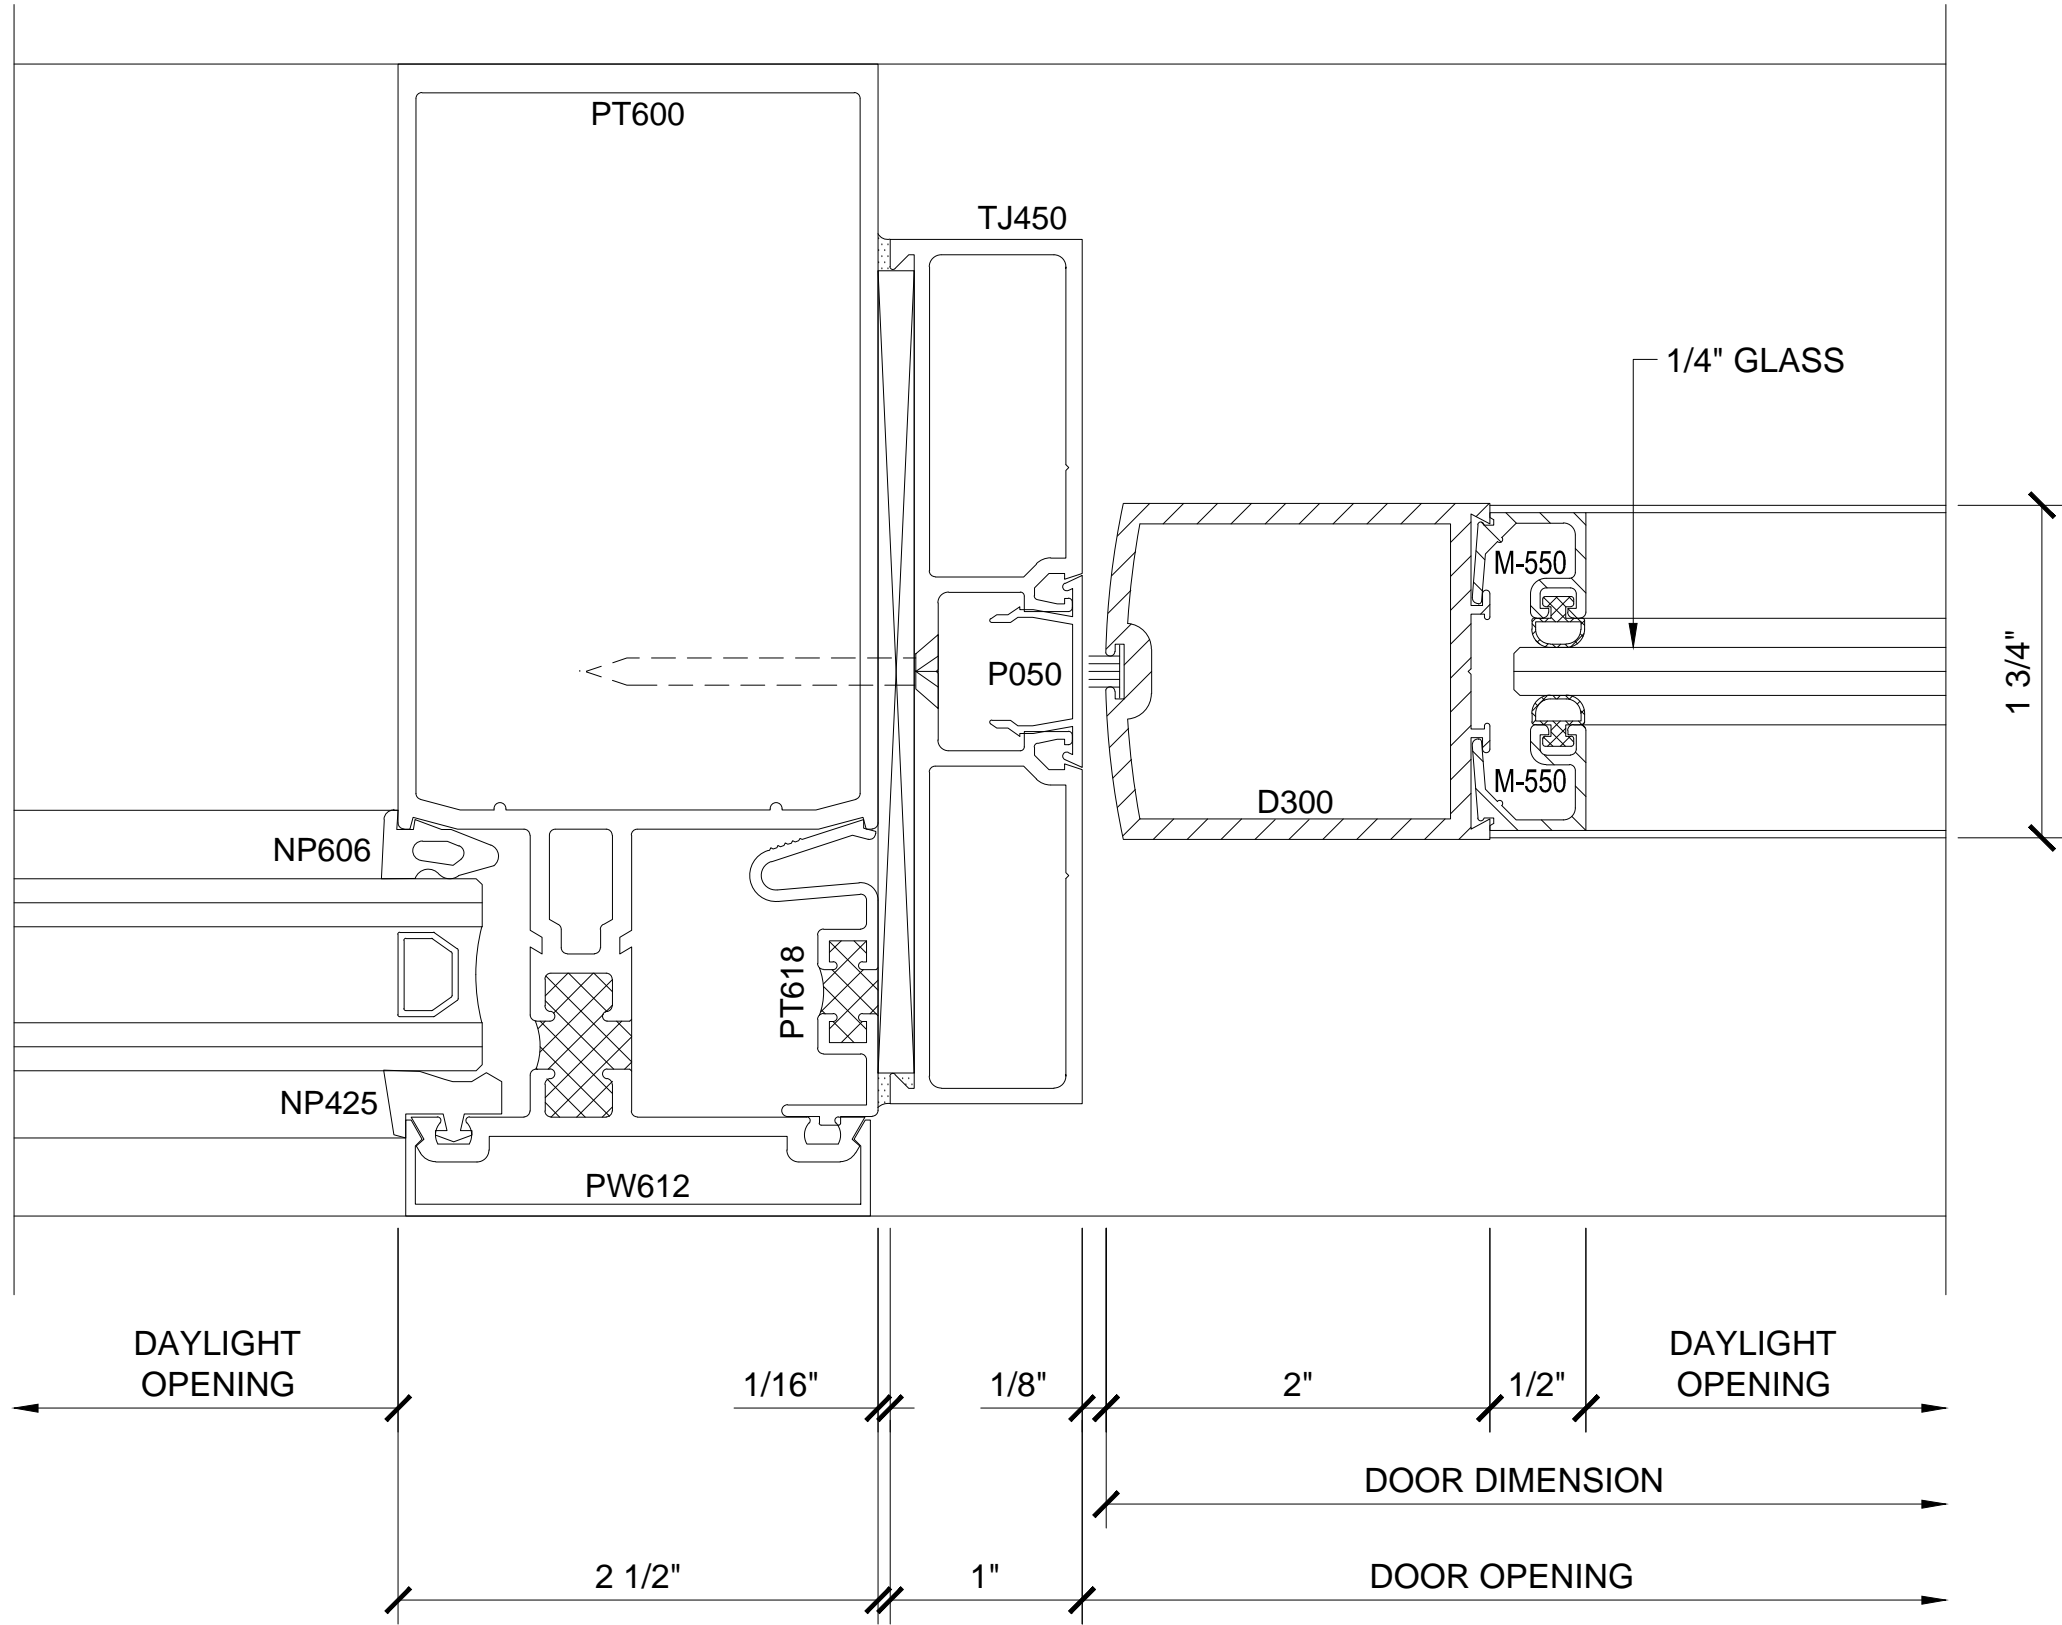 PT600
TJ450
1/4" GLASS
M-550
1 3/4"
P050
M-550
D300
NP606
PT618
NP425
PW612
DAYLIGHT
OPENING
1/16"
1/8"
2"
1/2"
DAYLIGHT
OPENING
DOOR DIMENSION
2 1/2"
1"
DOOR OPENING